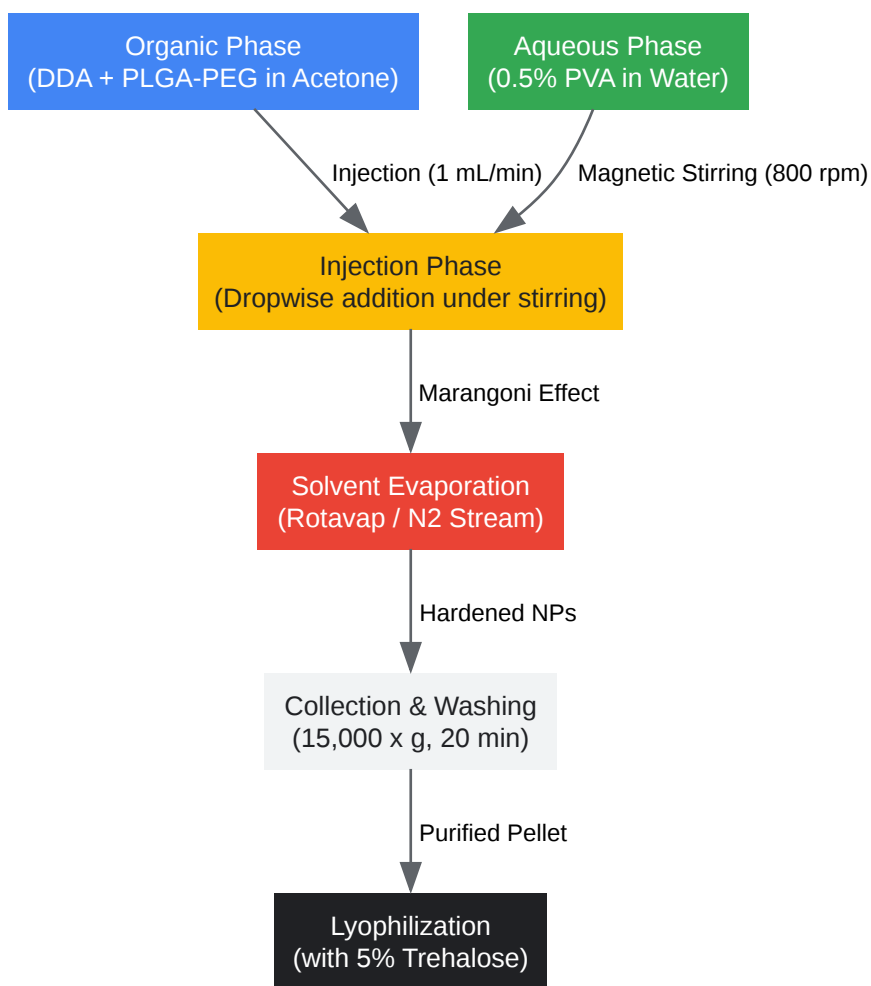 Organic Phase
(DDA + PLGA-PEG in Acetone)
Aqueous Phase
(0.5% PVA in Water)
Injection (1 mL/min)
Magnetic Stirring (800 rpm)
Injection Phase
(Dropwise addition under stirring)
Marangoni Effect
Solvent Evaporation
(Rotavap / N2 Stream)
Hardened NPs
Collection & Washing
(15,000 x g, 20 min)
Purified Pellet
Lyophilization
(with 5% Trehalose)